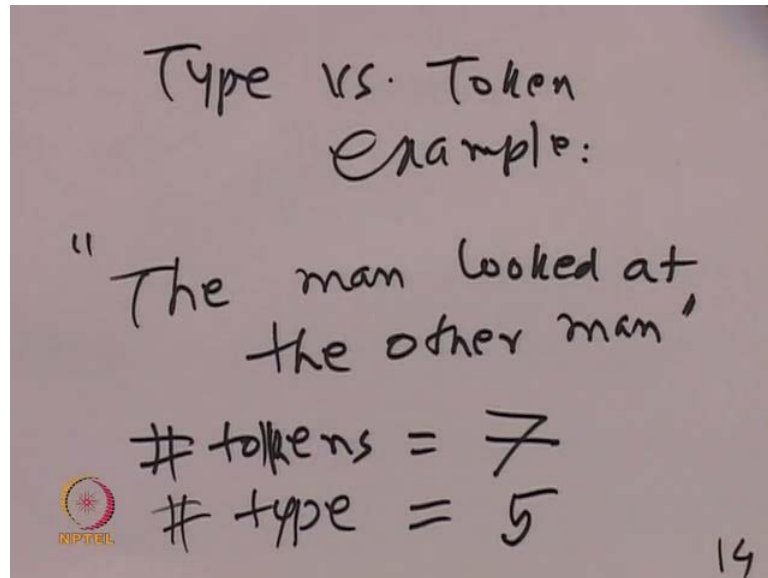 Type vs. Token
example:
"The man looked at
the other man"
# tokens = 7
# type = 5
NPTEL
14